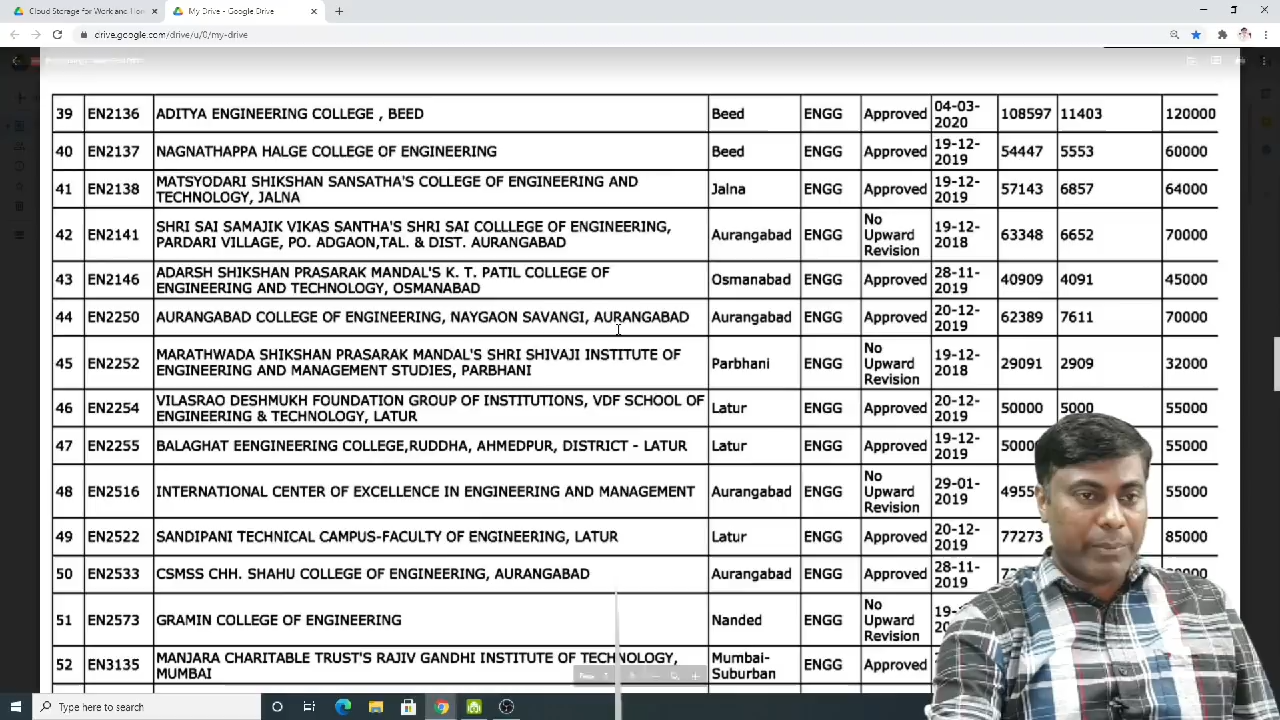 Cloud Storage for Work and Hom
My Drive - Google Drive
drive.google.com/drive/u/0/my-drive
39 EN2136 ADITYA ENGINEERING COLLEGE , BEED Beed ENGG Approved 04-03-2020 108597 11403 120000
40 EN2137 NAGNATHAPPA HALGE COLLEGE OF ENGINEERING Beed ENGG Approved 19-12-2019 54447 5553 60000
41 EN2138 MATSYODARI SHIKSHAN SANSATHA'S COLLEGE OF ENGINEERING AND TECHNOLOGY, JALNA Jalna ENGG Approved 19-12-2019 57143 6857 64000
42 EN2141 SHRI SAI SAMAJIK VIKAS SANTHA'S SHRI SAI COLLLEGE OF ENGINEERING, PARDARI VILLAGE, PO. ADGAON,TAL. & DIST. AURANGABAD Aurangabad ENGG No Upward Revision 19-12-2018 63348 6652 70000
43 EN2146 ADARSH SHIKSHAN PRASARAK MANDAL'S K. T. PATIL COLLEGE OF ENGINEERING AND TECHNOLOGY, OSMANABAD Osmanabad ENGG Approved 28-11-2019 40909 4091 45000
44 EN2250 AURANGABAD COLLEGE OF ENGINEERING, NAYGAON SAVANGI, AURANGABAD Aurangabad ENGG Approved 20-12-2019 62389 7611 70000
45 EN2252 MARATHWADA SHIKSHAN PRASARAK MANDAL'S SHRI SHIVAJI INSTITUTE OF ENGINEERING AND MANAGEMENT STUDIES, PARBHANI Parbhani ENGG No Upward Revision 19-12-2018 29091 2909 32000
46 EN2254 VILASRAO DESHMUKH FOUNDATION GROUP OF INSTITUTIONS, VDF SCHOOL OF ENGINEERING & TECHNOLOGY, LATUR Latur ENGG Approved 20-12-2019 50000 5000 55000
47 EN2255 BALAGHAT EENGINEERING COLLEGE,RUDDHA, AHMEDPUR, DISTRICT - LATUR Latur ENGG Approved 19-12-2019 55000
48 EN2516 INTERNATIONAL CENTER OF EXCELLENCE IN ENGINEERING AND MANAGEMENT Aurangabad ENGG No Upward Revision 29-01-2019 55000
49 EN2522 SANDIPANI TECHNICAL CAMPUS-FACULTY OF ENGINEERING, LATUR Latur ENGG Approved 20-12-2019 77273 85000
50 EN2533 CSMSS CHH. SHAHU COLLEGE OF ENGINEERING, AURANGABAD Aurangabad ENGG Approved 28-11-2019
51 EN2573 GRAMIN COLLEGE OF ENGINEERING Nanded ENGG No Upward Revision
52 EN3135 MANJARA CHARITABLE TRUST'S RAJIV GANDHI INSTITUTE OF TECHNOLOGY, MUMBAI Mumbai-Suburban ENGG Approved
Type here to search